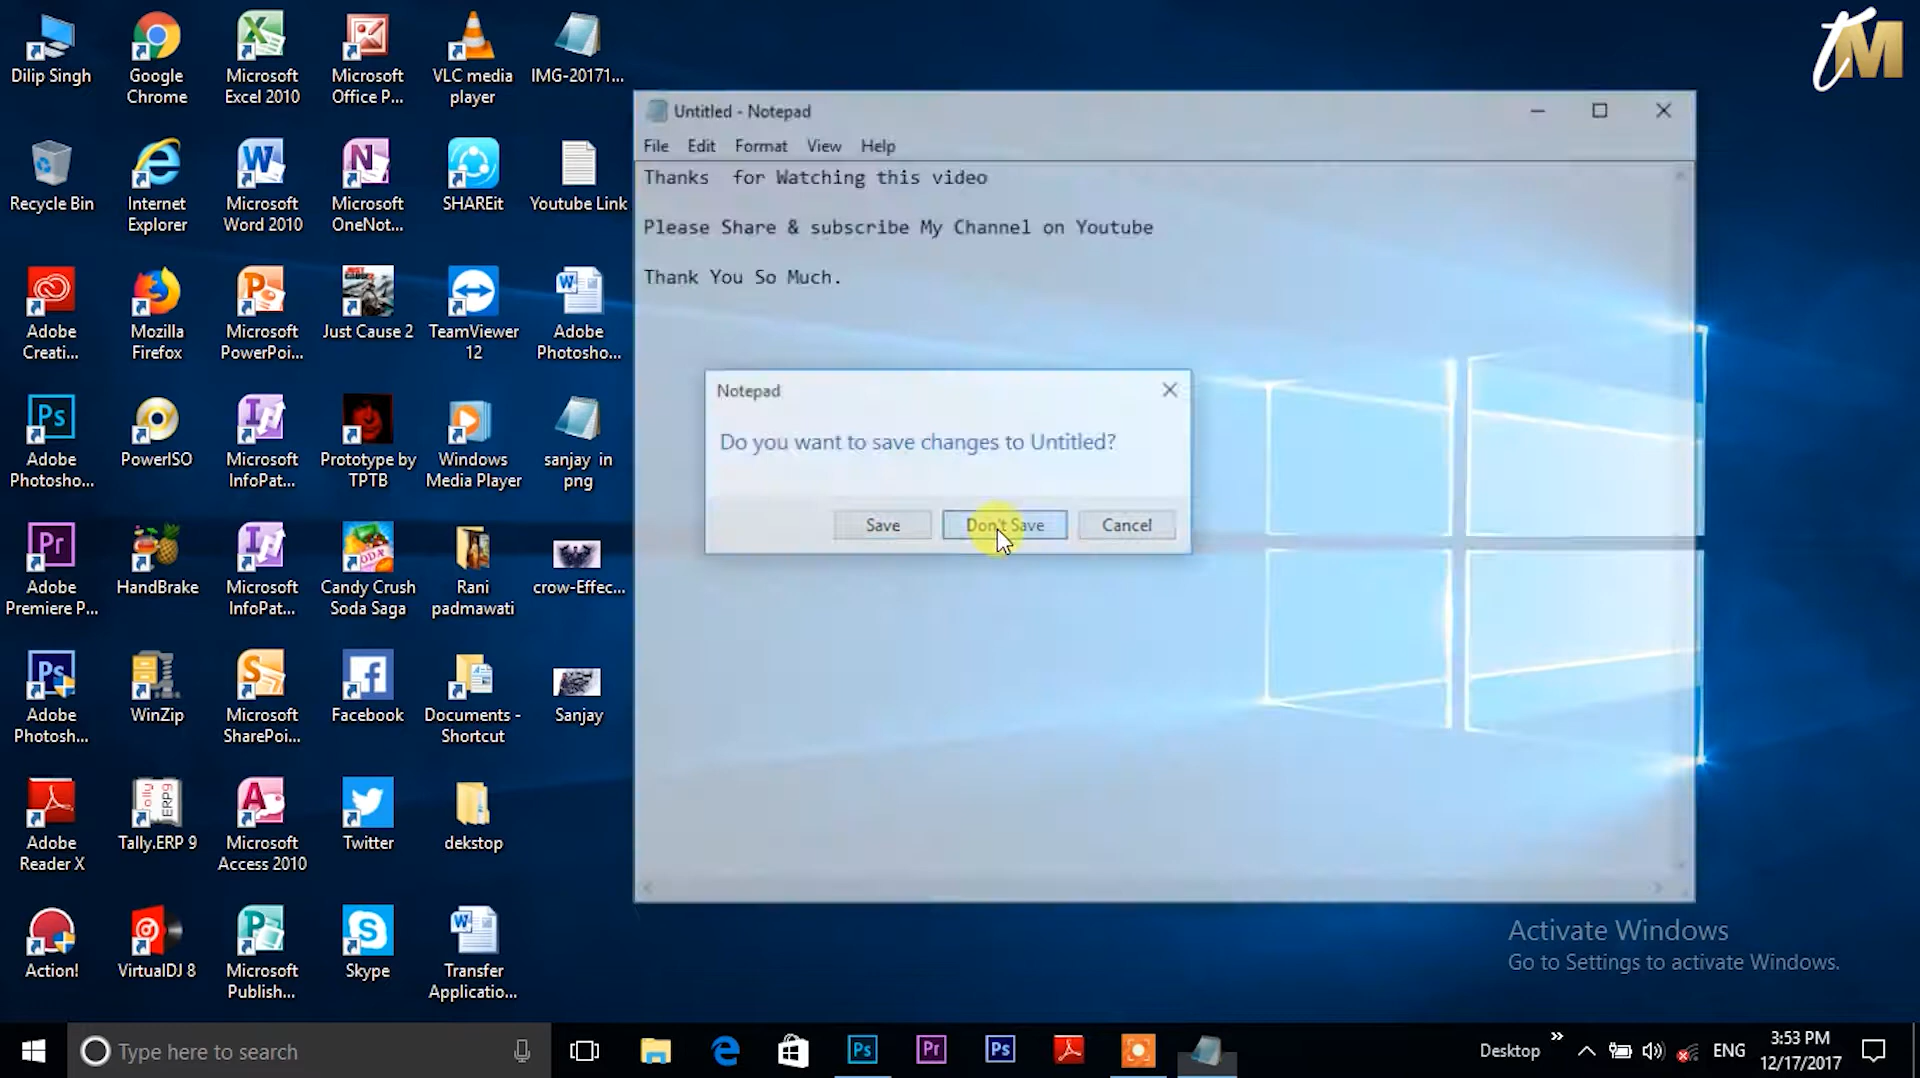 Dilip Singh
Google
Chrome
Microsoft
Excel 2010
Microsoft
Office P...
VLC media
player
IMG-20171...
tM
Untitled - Notepad
File Edit Format View Help
Thanks  for Watching this video
Please Share & subscribe My Channel on Youtube
Thank You So Much.
Recycle Bin
Internet
Explorer
Microsoft
Word 2010
Microsoft
OneNot...
SHAREit
Youtube Link
Adobe
Creati...
Mozilla
Firefox
Microsoft
PowerPoi...
Just Cause 2
TeamViewer
12
Adobe
Photosho...
Notepad
Do you want to save changes to Untitled?
Save Don't Save Cancel
Adobe
Photosho...
PowerISO
Microsoft
InfoPat...
Prototype by
TPTB
Windows
Media Player
sanjay in
png
Adobe
Premiere P...
HandBrake
Microsoft
InfoPat...
Candy Crush
Soda Saga
Rani
padmawati
crow-Effec...
Adobe
Photosh...
WinZip
Microsoft
SharePoi...
Facebook
Documents -
Shortcut
Sanjay
Adobe
Reader X
Tally.ERP 9
Microsoft
Access 2010
Twitter
dekstop
Action!
VirtualDJ 8
Microsoft
Publish...
Skype
Transfer
Applicatio...
Activate Windows
Go to Settings to activate Windows.
Type here to search
Desktop
ENG
3:53 PM
12/17/2017